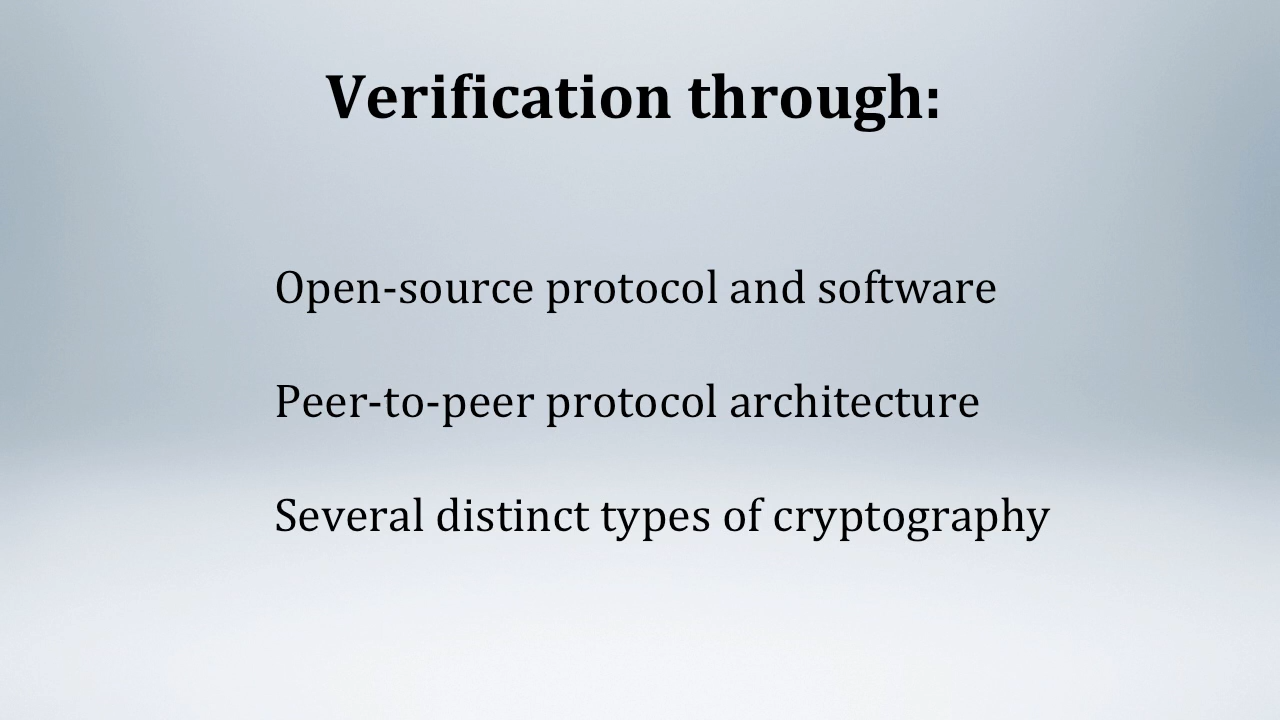 Verification through:
Open-source protocol and software
Peer-to-peer protocol architecture
Several distinct types of cryptography